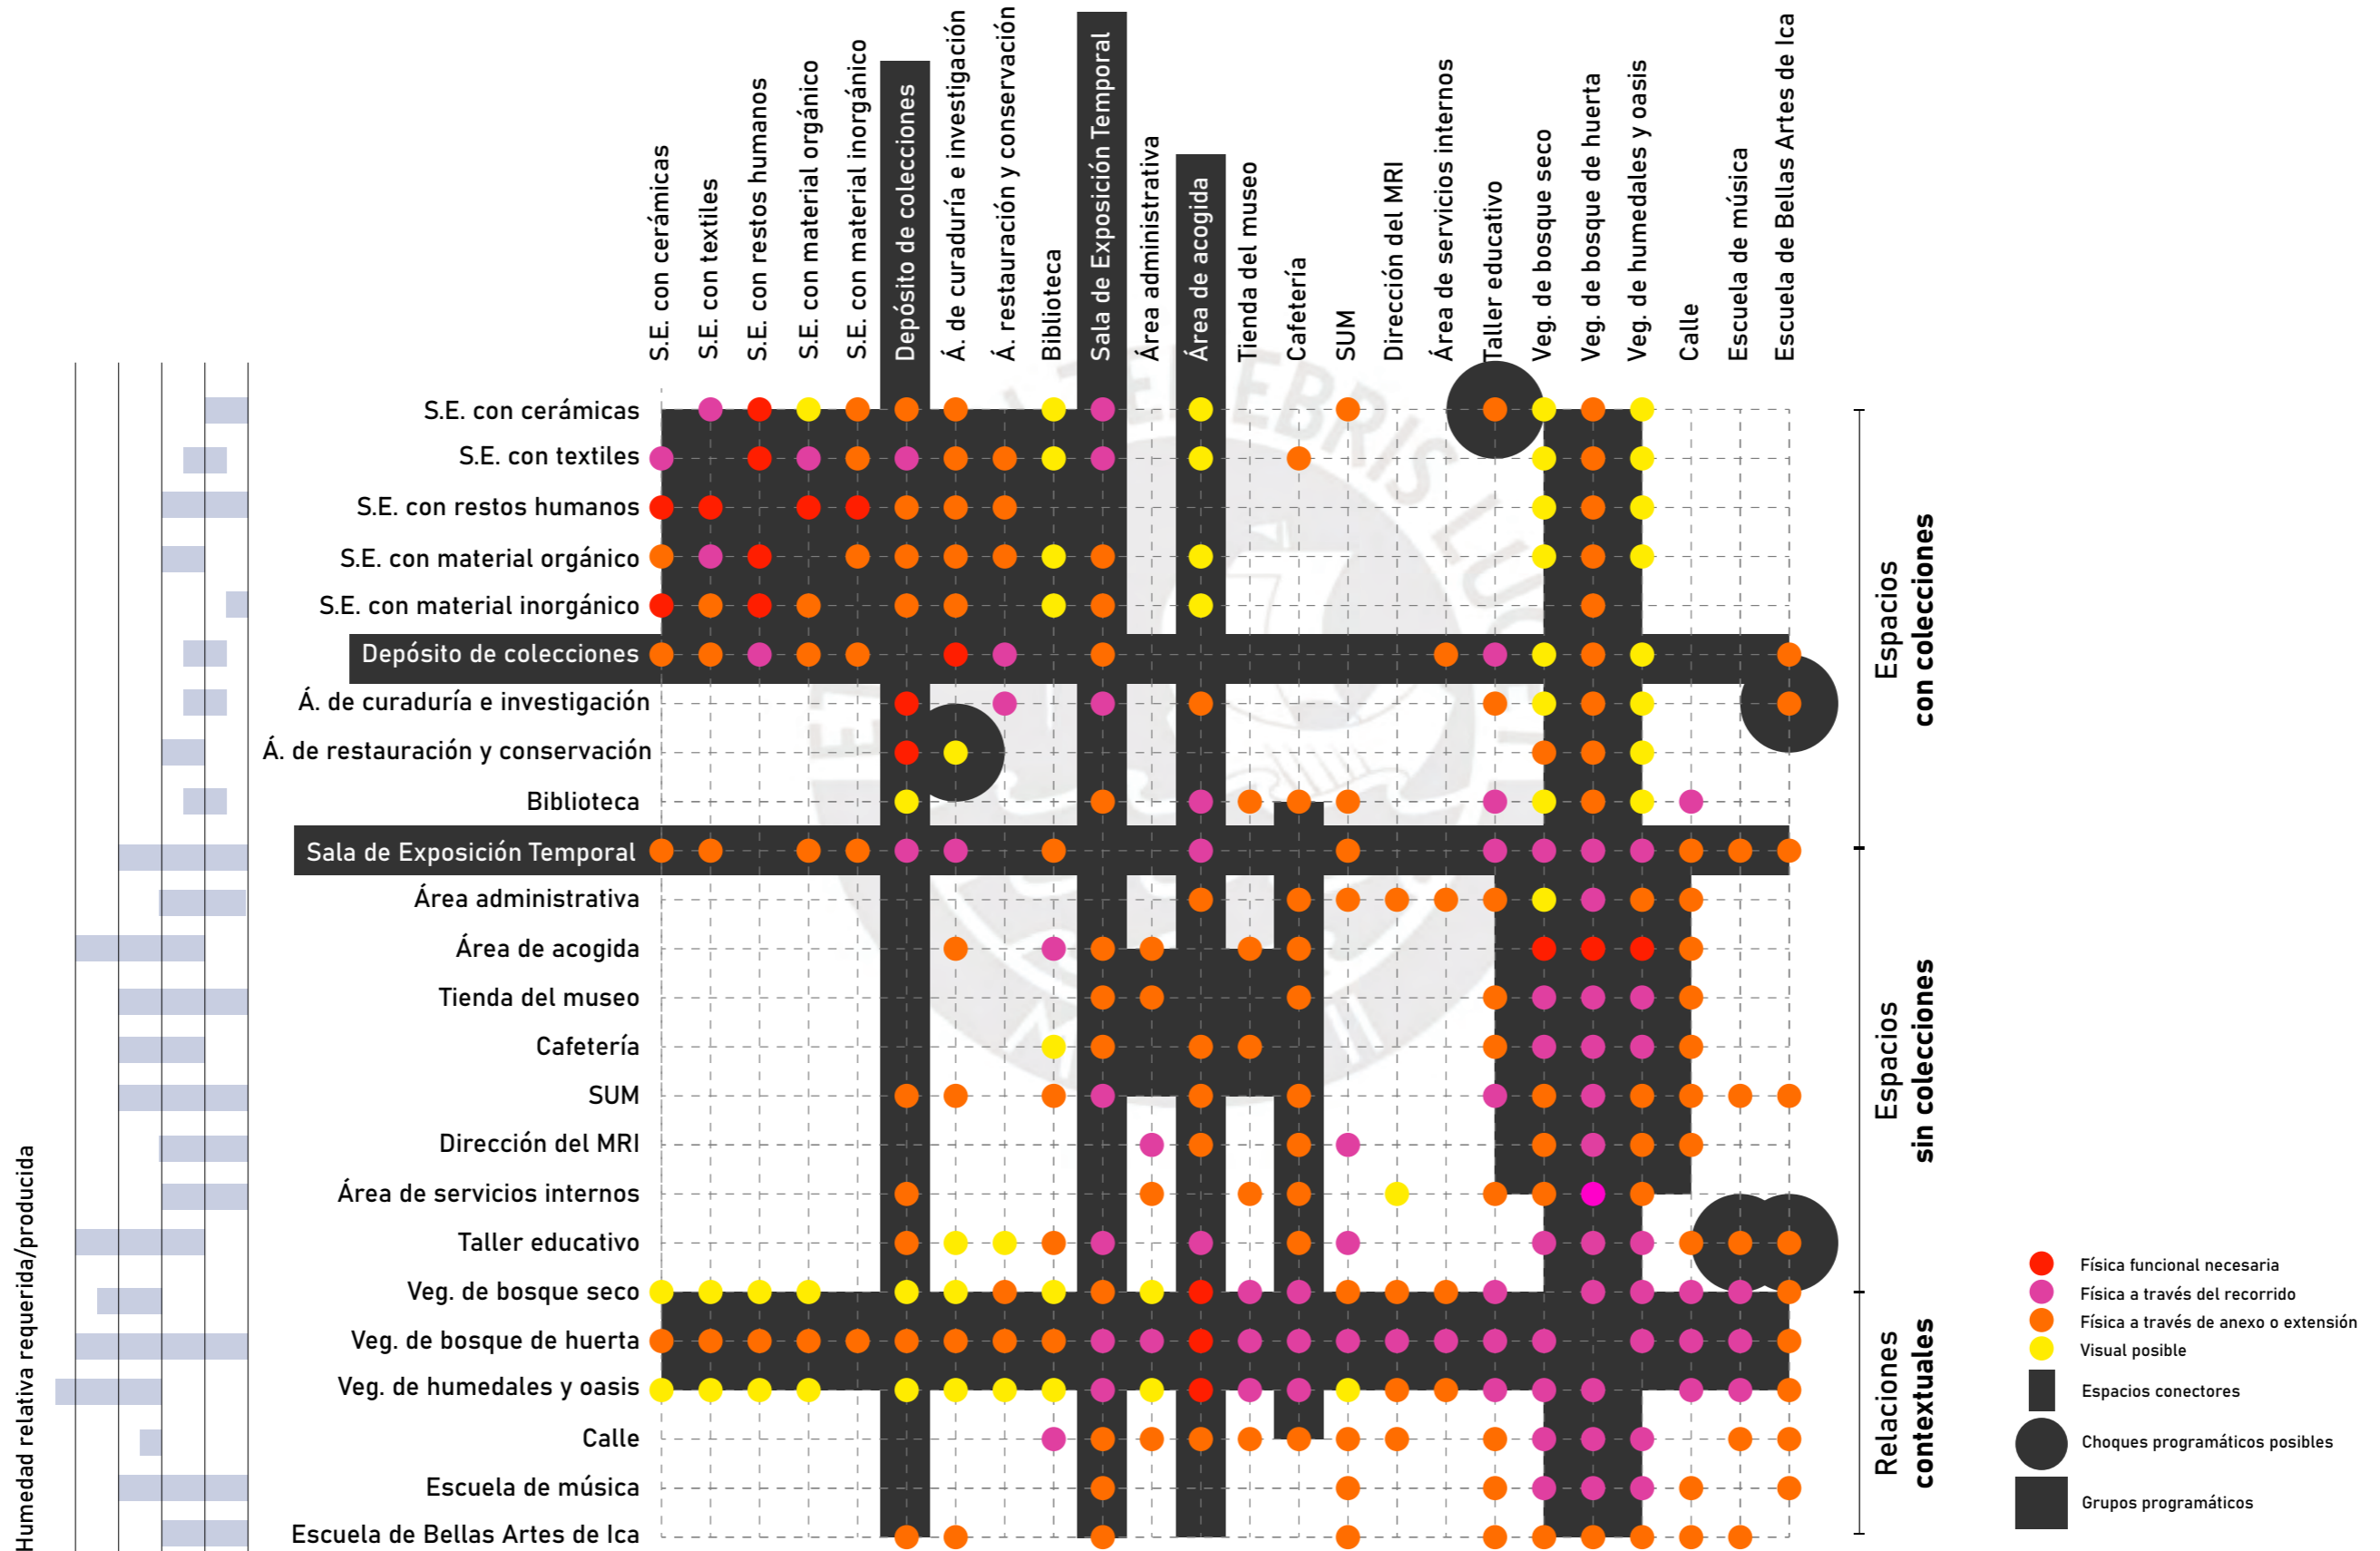 S.E. con cerámicas
S.E. con textiles
S.E. con restos humanos
S.E. con material orgánico
S.E. con material inorgánico
Depósito de colecciones
Á. de curaduría e investigación
Á. restauración y conservación
Biblioteca
Sala de Exposición Temporal
Área administrativa
Área de acogida
Tienda del museo
Cafetería
SUM
Dirección del MRI
Área de servicios internos
Taller educativo
Veg. de bosque seco
Veg. de bosque de huerta
Veg. de humedales y oasis
Calle
Escuela de música
Escuela de Bellas Artes de Ica
S.E. con cerámicas
S.E. con textiles
S.E. con restos humanos
S.E. con material orgánico
S.E. con material inorgánico
Depósito de colecciones
Á. de curaduría e investigación
Á. de restauración y conservación
Biblioteca
Sala de Exposición Temporal
Área administrativa
Área de acogida
Tienda del museo
Cafetería
SUM
Dirección del MRI
Área de servicios internos
Taller educativo
Veg. de bosque seco
Veg. de bosque de huerta
Veg. de humedales y oasis
Calle
Escuela de música
Escuela de Bellas Artes de Ica
Humedad relativa requerida/producida
Espacios
con colecciones
Espacios
sin colecciones
Relaciones
contextuales
Física funcional necesaria
Física a través del recorrido
Física a través de anexo o extensión
Visual posible
Espacios conectores
Choques programáticos posibles
Grupos programáticos